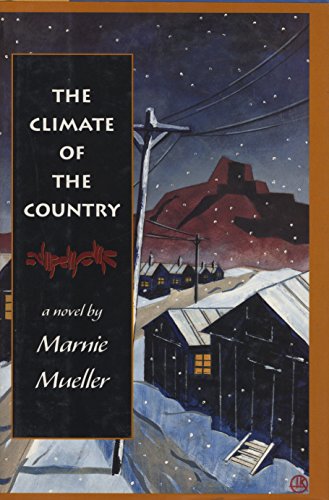 THE
CLIMATE
OF
THE
COUNTRY
a novel by
Marnie
Mueller